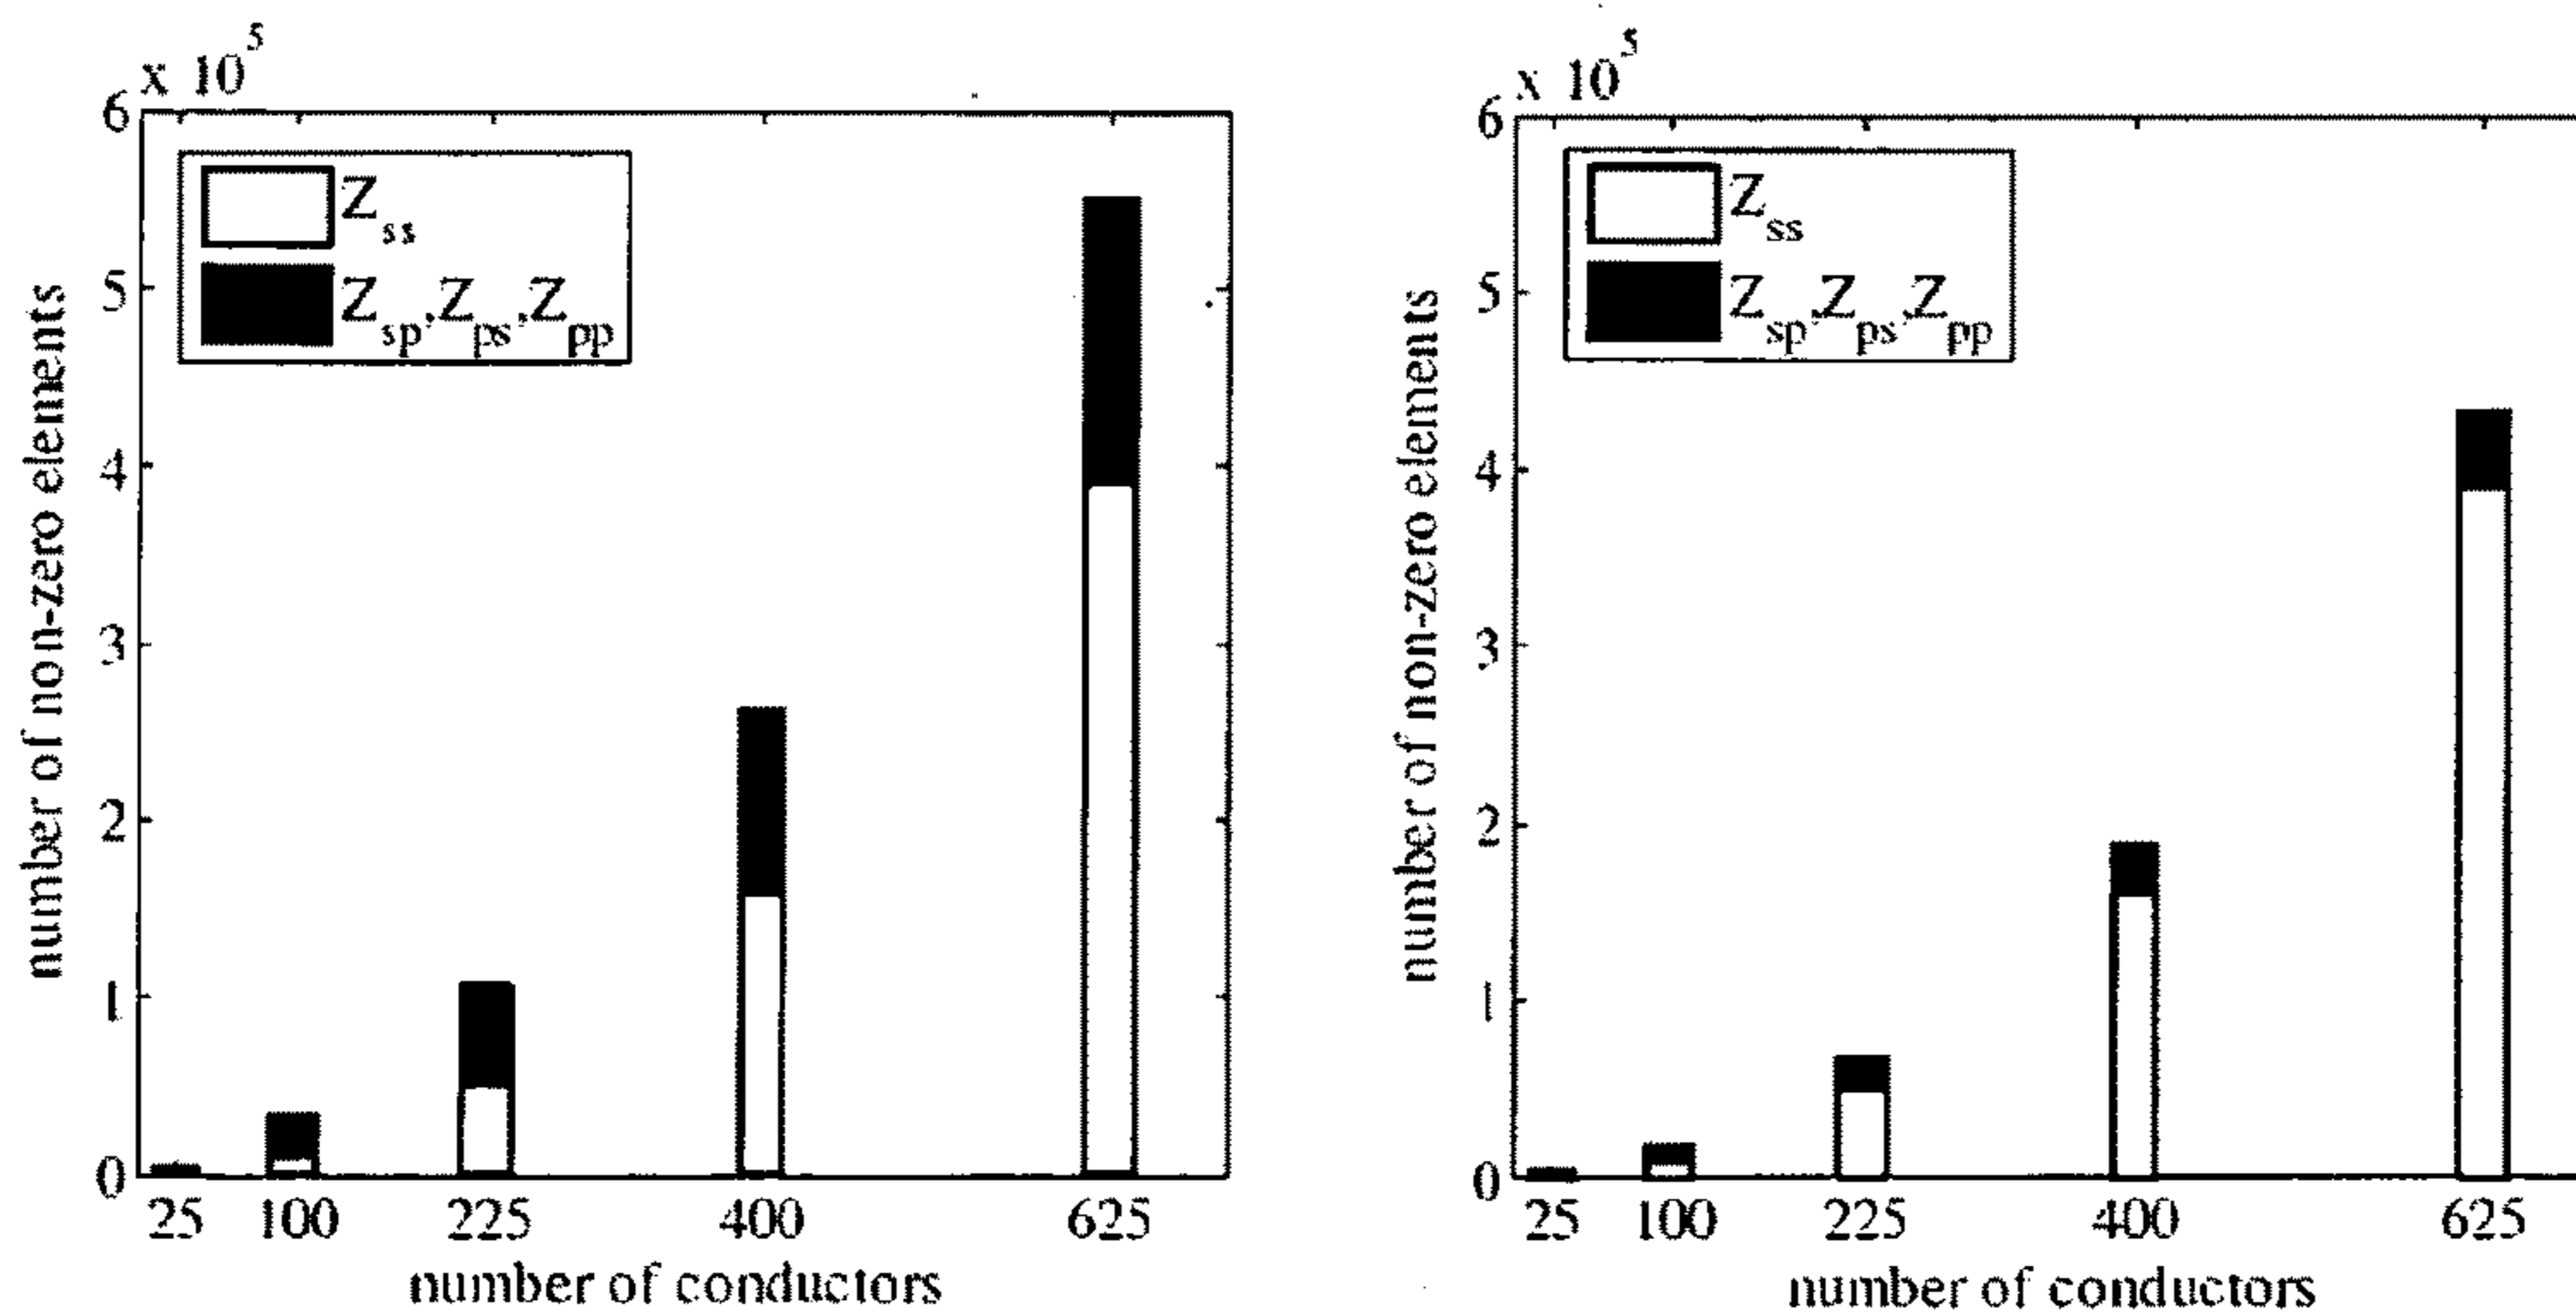 x 10^5
6
5
4
3
2
1
0
Z_ss
Z_sp,Z_ps,Z_pp
number of non-zero elements
25 100 225 400 625
number of conductors
x 10^5
6
5
4
3
2
1
0
Z_ss
Z_sp,Z_ps,Z_pp
number of non-zero elements
25 100 225 400 625
number of conductors